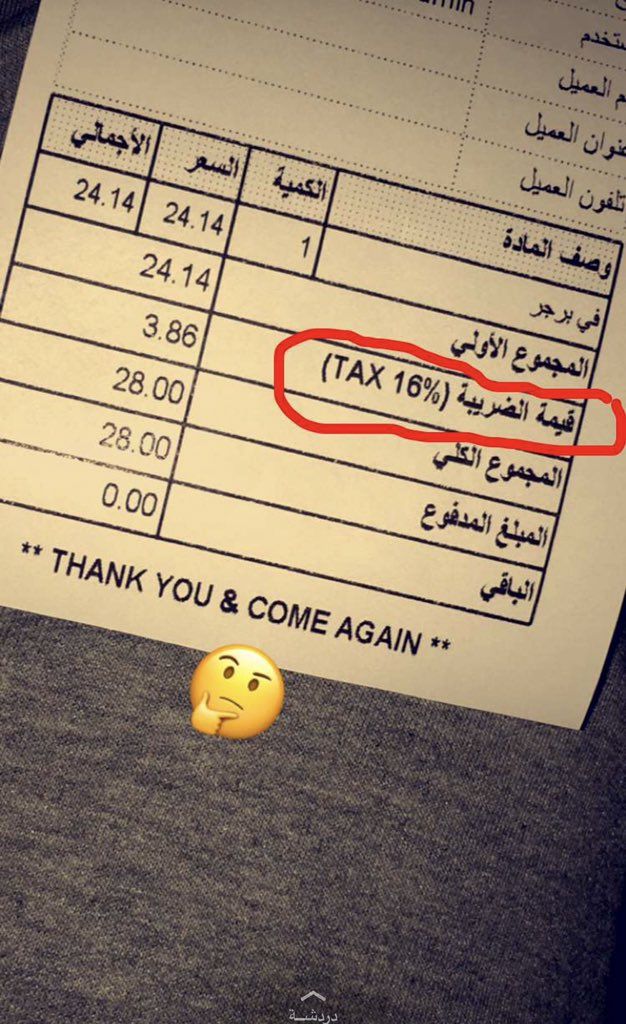 العميل
عنوان العميل
تلفون العميل
وصف المادة الكمية السعر الأجمالي
في برجر 1 24.14 24.14
المجموع الأولي 24.14
قيمة الضريبة (TAX 16%) 3.86
المجموع الكلي 28.00
المبلغ المدفوع 28.00
الباقي 0.00
** THANK YOU & COME AGAIN **
دردشة